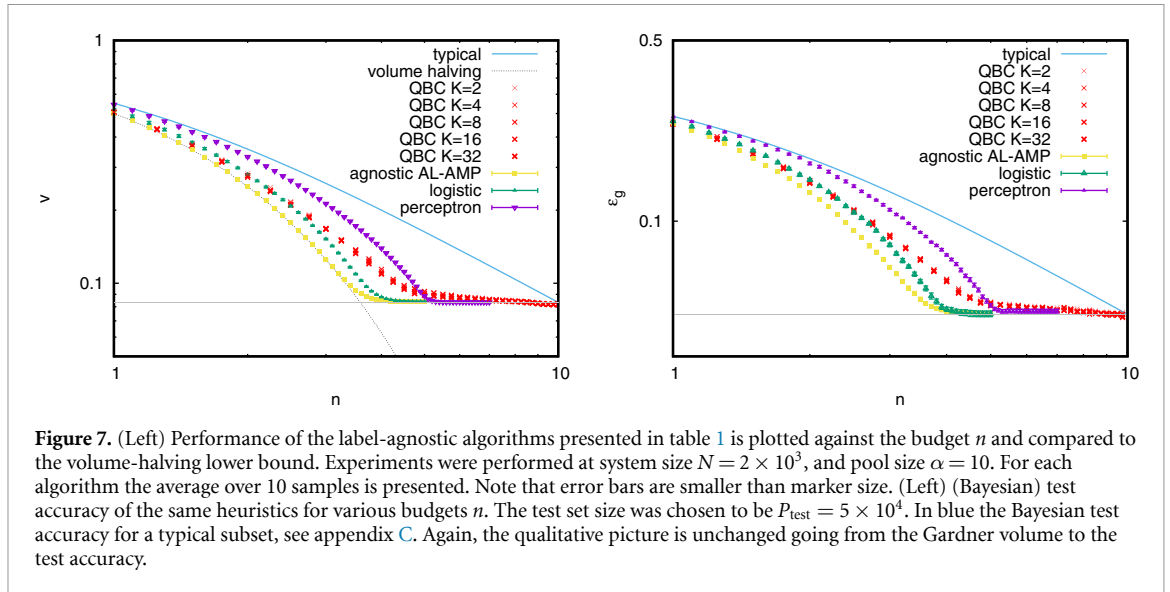 1
typical
volume halving
QBC K=2
QBC K=4
QBC K=8
QBC K=16
QBC K=32
agnostic AL-AMP
logistic
perceptron
v
0.1
1
10
n
0.5
typical
QBC K=2
QBC K=4
QBC K=8
QBC K=16
QBC K=32
agnostic AL-AMP
logistic
perceptron
εg
0.1
1
10
n
Figure 7. (Left) Performance of the label-agnostic algorithms presented in table 1 is plotted against the budget n and compared to
the volume-halving lower bound. Experiments were performed at system size N = 2 × 10³, and pool size α = 10. For each
algorithm the average over 10 samples is presented. Note that error bars are smaller than marker size. (Left) (Bayesian) test
accuracy of the same heuristics for various budgets n. The test set size was chosen to be Ptest = 5 × 10⁴. In blue the Bayesian test
accuracy for a typical subset, see appendix C. Again, the qualitative picture is unchanged going from the Gardner volume to the
test accuracy.